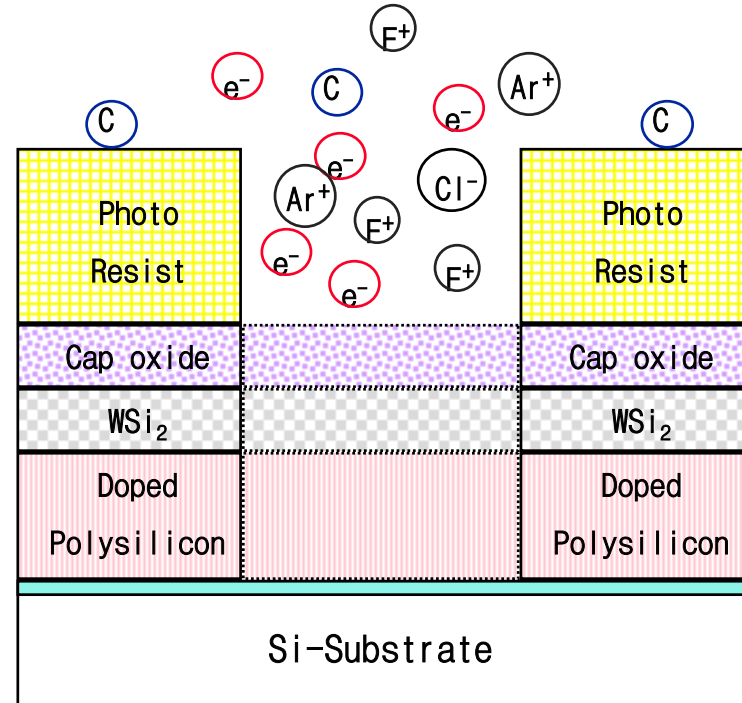 F⁺
e⁻
C
Ar⁺
C
e⁻
C
e⁻
Ar⁺
Cl⁻
Photo
Resist
F⁺
Photo
Resist
e⁻
F⁺
e⁻
Cap oxide
Cap oxide
WSi₂
WSi₂
Doped
Polysilicon
Doped
Polysilicon
Si-Substrate